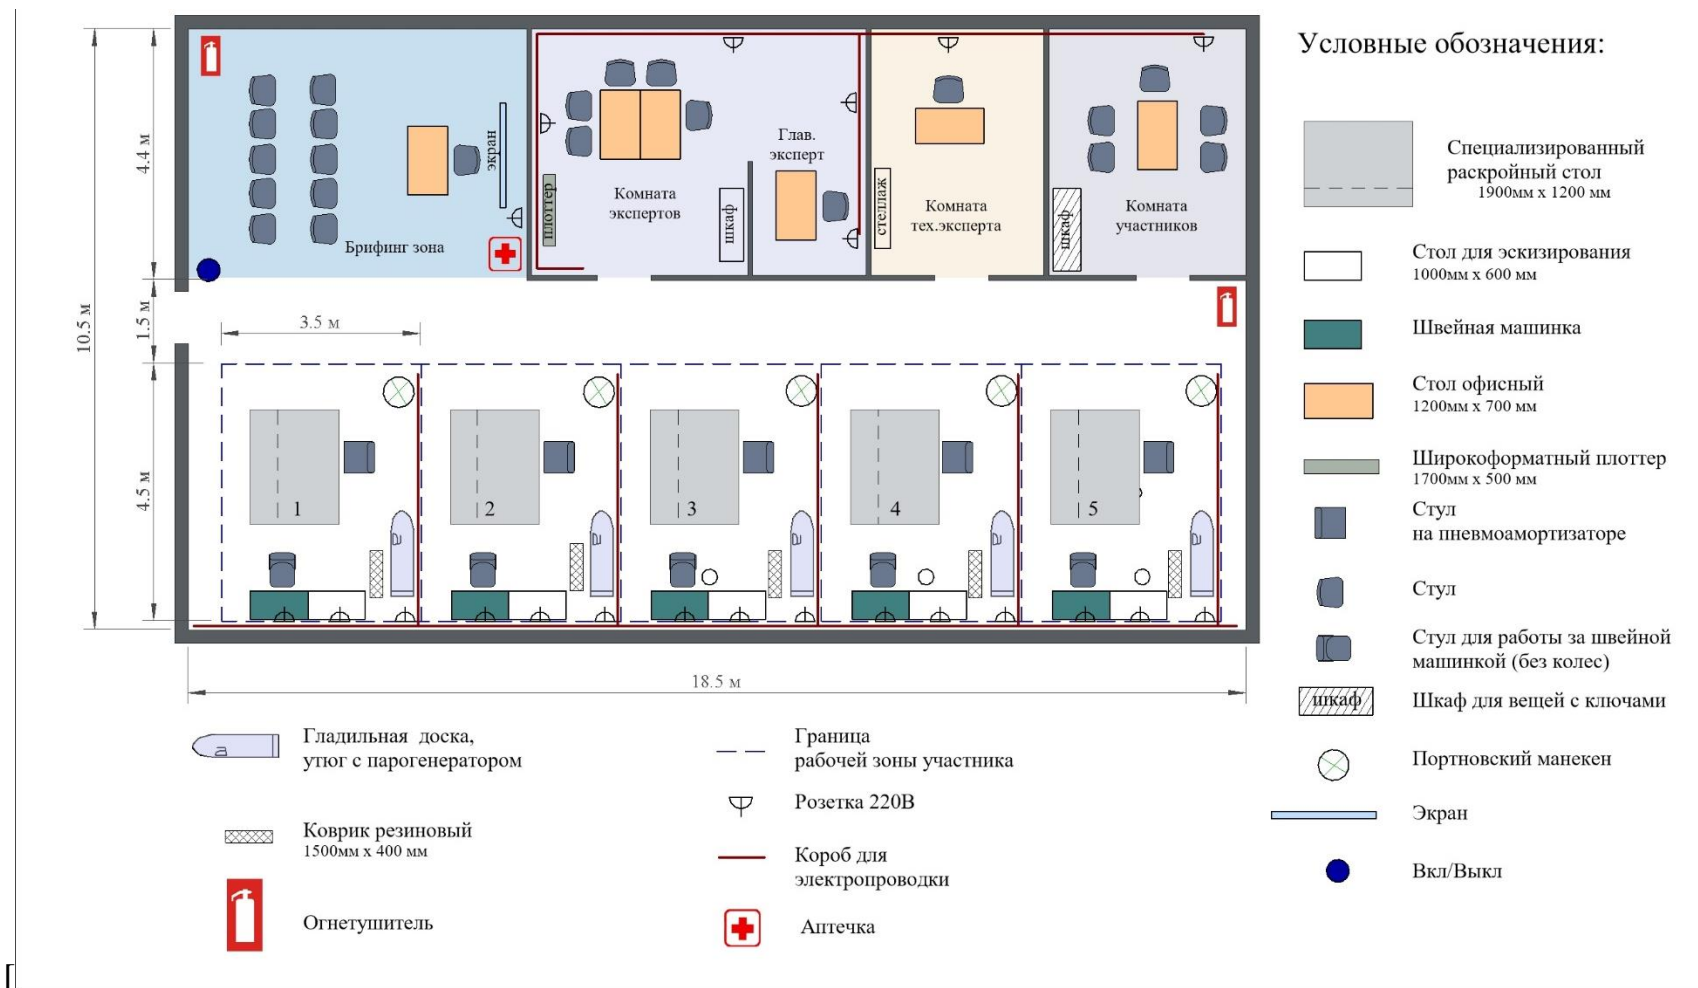 Условные обозначения:
10.5 м
4.4 м
1.5 м
4.5 м
3.5 м
18.5 м
экран
Брифинг зона
плоттер
Комната
экспертов
шкаф
Глав.
эксперт
стеллаж
Комната
тех.эксперта
шкаф
Комната
участников
1
2
3
4
5
Специализированный
раскройный стол
1900мм х 1200 мм
Стол для эскизирования
1000мм х 600 мм
Швейная машинка
Стол офисный
1200мм х 700 мм
Широкоформатный плоттер
1700мм х 500 мм
Стул
на пневмоамортизаторе
Стул
Стул для работы за швейной
машинкой (без колес)
шкаф
Шкаф для вещей с ключами
Портновский манекен
Экран
Вкл/Выкл
Гладильная доска,
утюг с парогенератором
Коврик резиновый
1500мм х 400 мм
Огнетушитель
Граница
рабочей зоны участника
Розетка 220В
Короб для
электропроводки
Аптечка
[